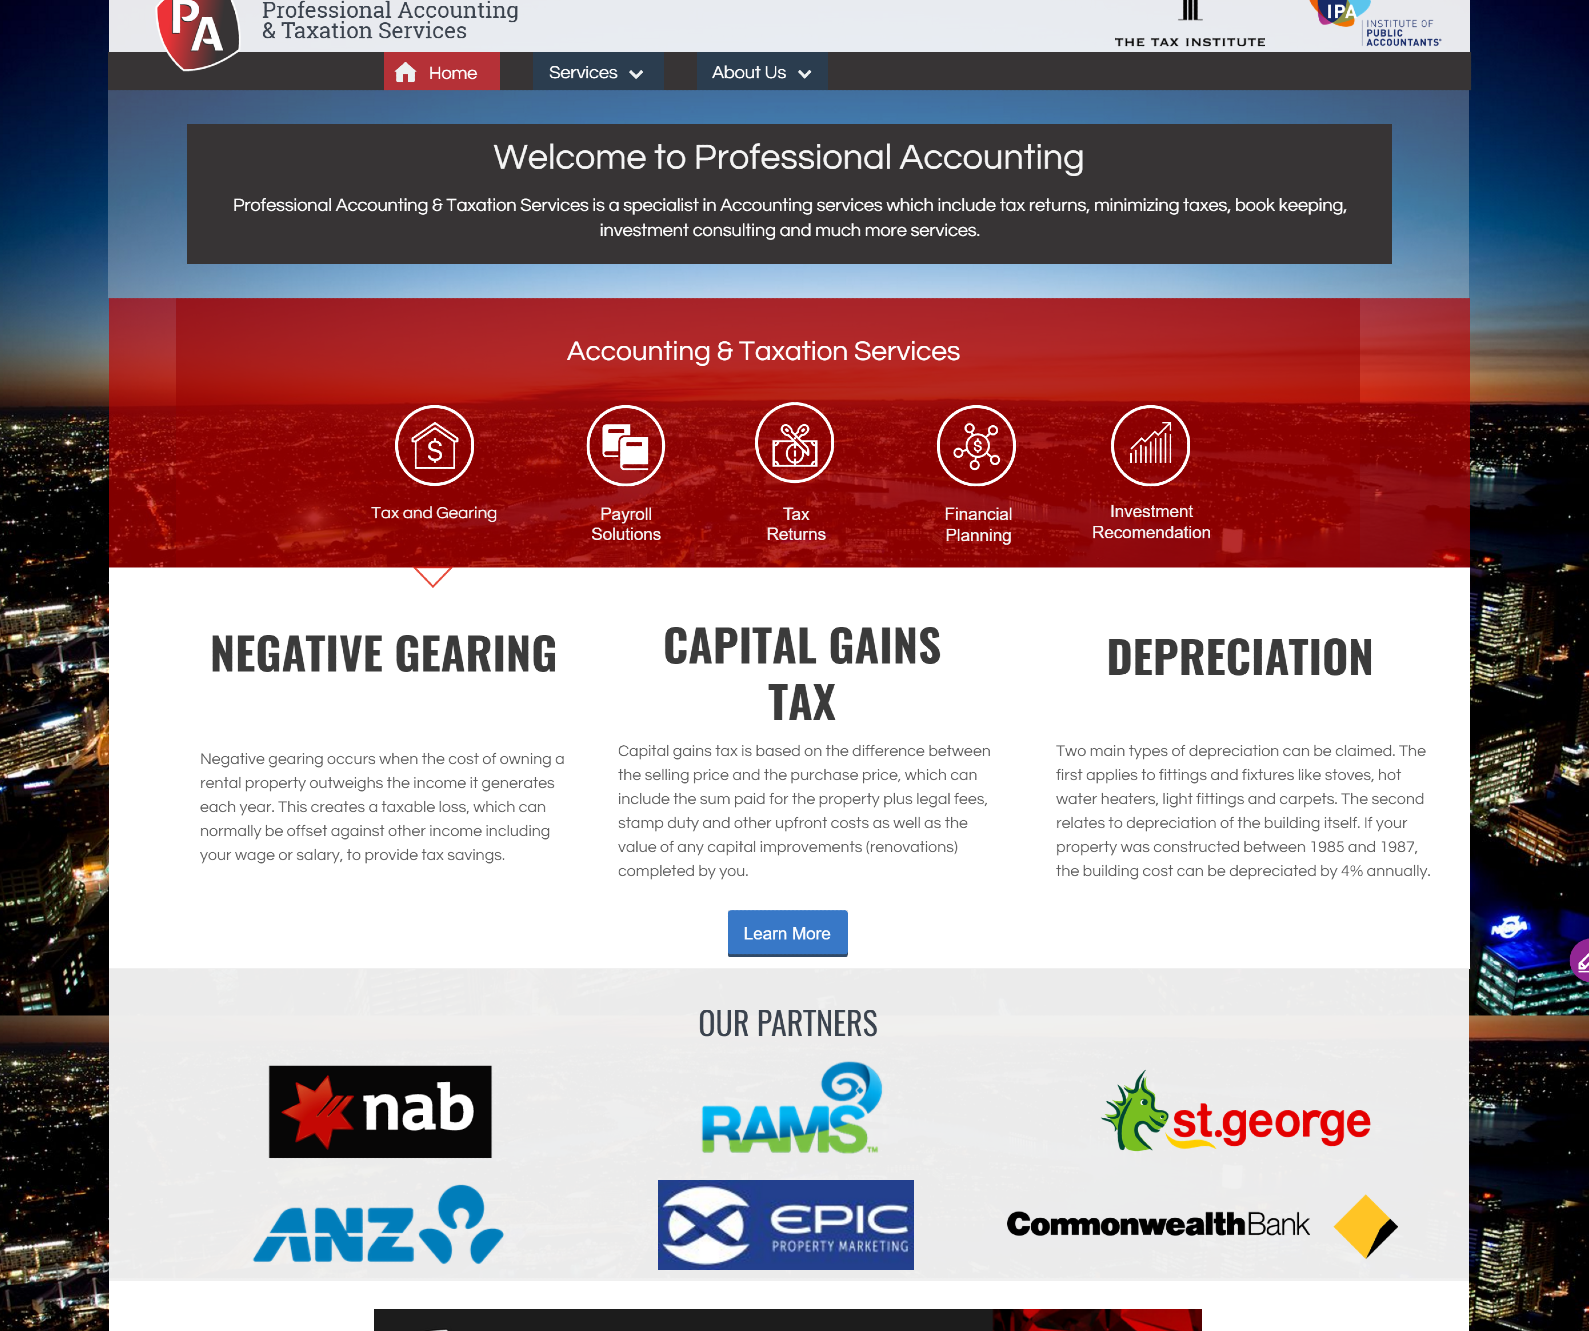 PA
Professional Accounting
& Taxation Services
THE TAX INSTITUTE
IPA
INSTITUTE OF
PUBLIC
ACCOUNTANTS
Home
Services
About Us
Welcome to Professional Accounting
Professional Accounting & Taxation Services is a specialist in Accounting services which include tax returns, minimizing taxes, book keeping,
investment consulting and much more services.
Accounting & Taxation Services
Tax and Gearing
Payroll
Solutions
Tax
Returns
Financial
Planning
Investment
Recomendation
NEGATIVE GEARING
Negative gearing occurs when the cost of owning a
rental property outweighs the income it generates
each year. This creates a taxable loss, which can
normally be offset against other income including
your wage or salary, to provide tax savings.
CAPITAL GAINS
TAX
Capital gains tax is based on the difference between
the selling price and the purchase price, which can
include the sum paid for the property plus legal fees,
stamp duty and other upfront costs as well as the
value of any capital improvements (renovations)
completed by you.
DEPRECIATION
Two main types of depreciation can be claimed. The
first applies to fittings and fixtures like stoves, hot
water heaters, light fittings and carpets. The second
relates to depreciation of the building itself. If your
property was constructed between 1985 and 1987,
the building cost can be depreciated by 4% annually.
Learn More
OUR PARTNERS
nab
RAMS™
st.george
ANZ
EPIC
PROPERTY MARKETING
CommonwealthBank